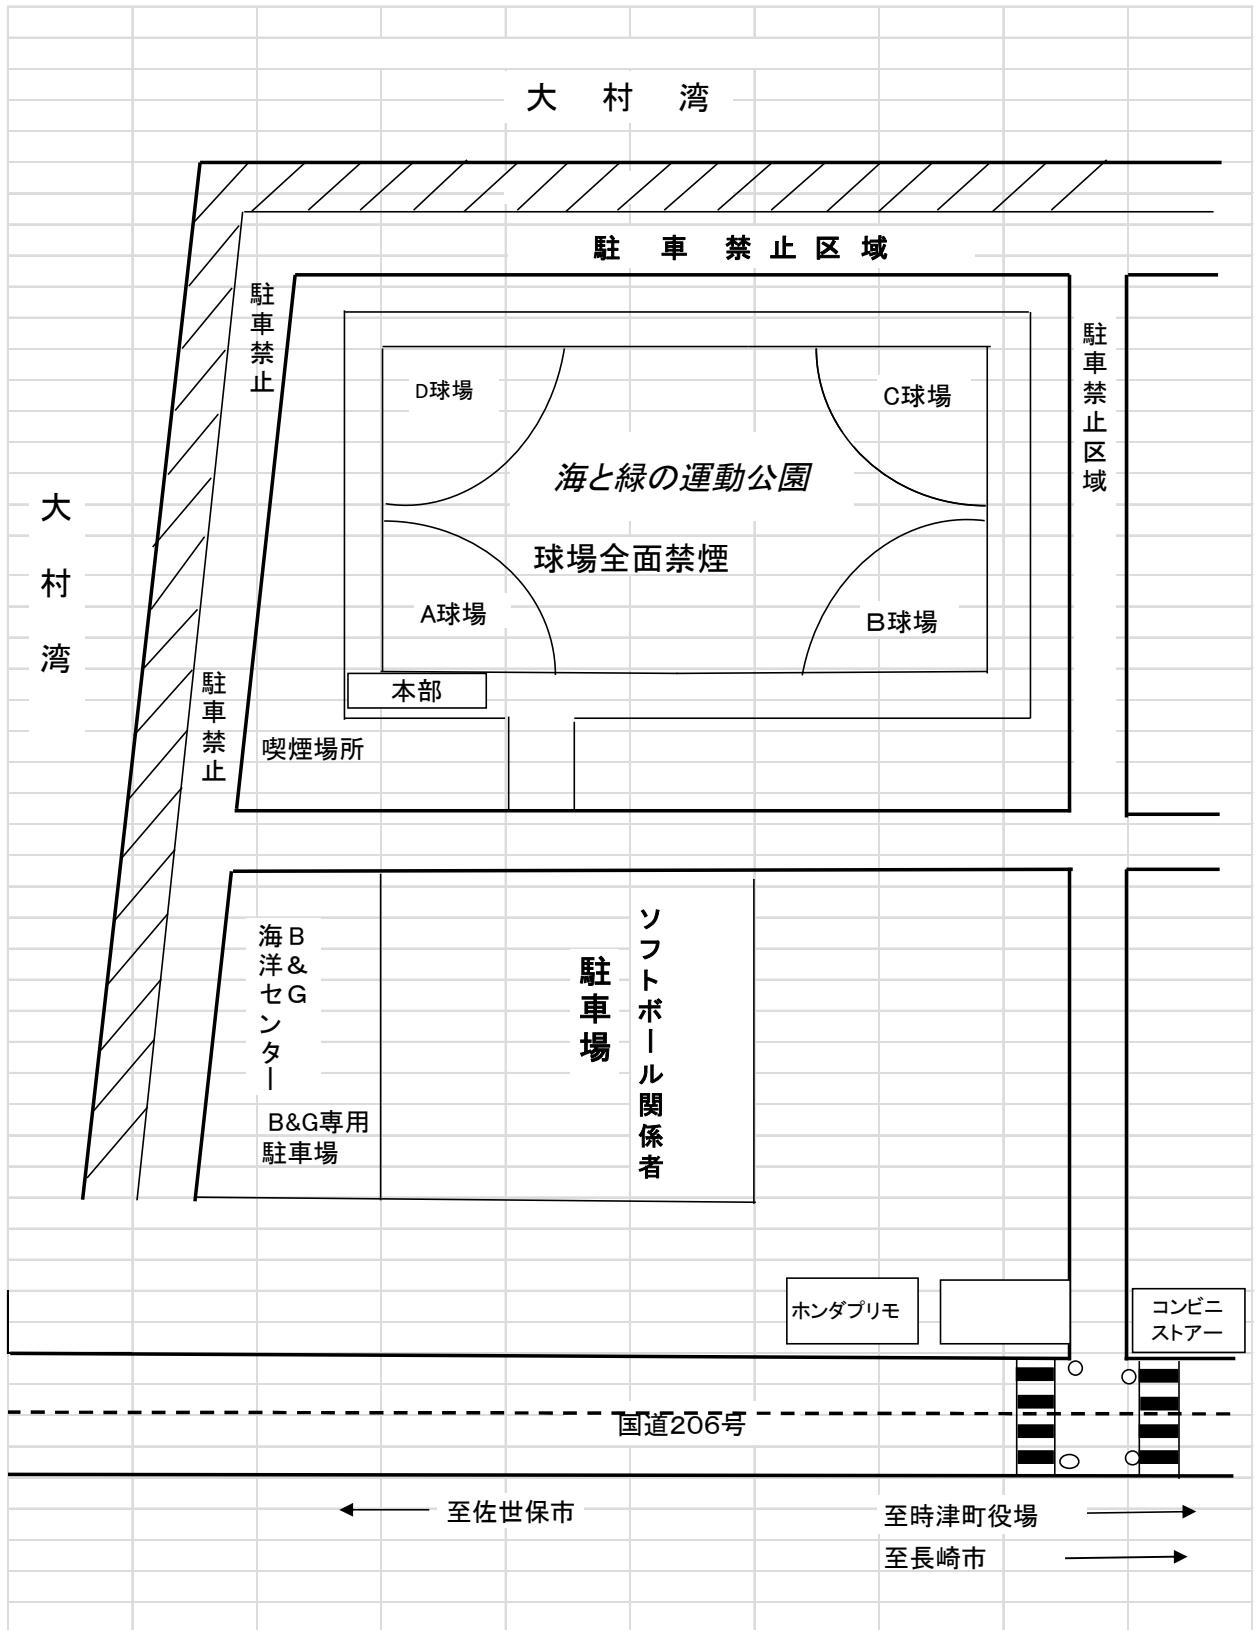 大　村　湾
駐　車　禁 止 区 域
駐車禁止
駐車禁止区域
D球場
C球場
海と緑の運動公園
大　村　湾
球場全面禁煙
A球場
B球場
駐車禁止
本部
喫煙場所
B&G
海洋センター
ソフトボール関係者
駐車場
B&G専用
駐車場
ホンダプリモ
コンビニ
ストアー
国道206号
至佐世保市
至時津町役場
至長崎市